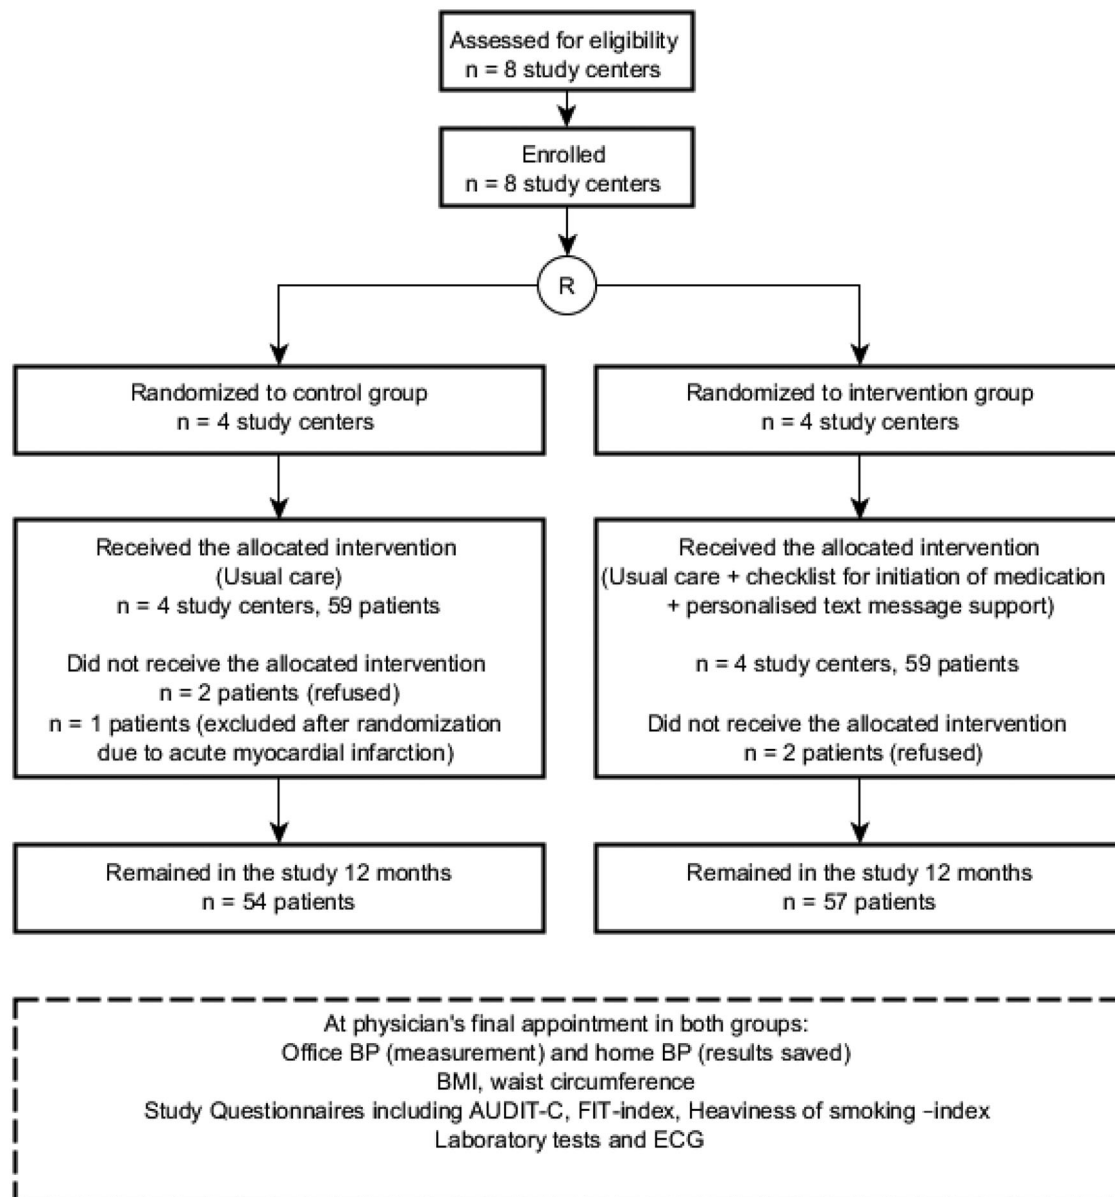 Assessed for eligibility
n = 8 study centers
Enrolled
n = 8 study centers
R
Randomized to control group
n = 4 study centers
Randomized to intervention group
n = 4 study centers
Received the allocated intervention
(Usual care)
n = 4 study centers, 59 patients
Did not receive the allocated intervention
n = 2 patients (refused)
n = 1 patients (excluded after randomization
due to acute myocardial infarction)
Received the allocated intervention
(Usual care + checklist for initiation of medication
+ personalised text message support)
n = 4 study centers, 59 patients
Did not receive the allocated intervention
n = 2 patients (refused)
Remained in the study 12 months
n = 54 patients
Remained in the study 12 months
n = 57 patients
At physician's final appointment in both groups:
Office BP (measurement) and home BP (results saved)
BMI, waist circumference
Study Questionnaires including AUDIT-C, FIT-index, Heaviness of smoking –index
Laboratory tests and ECG